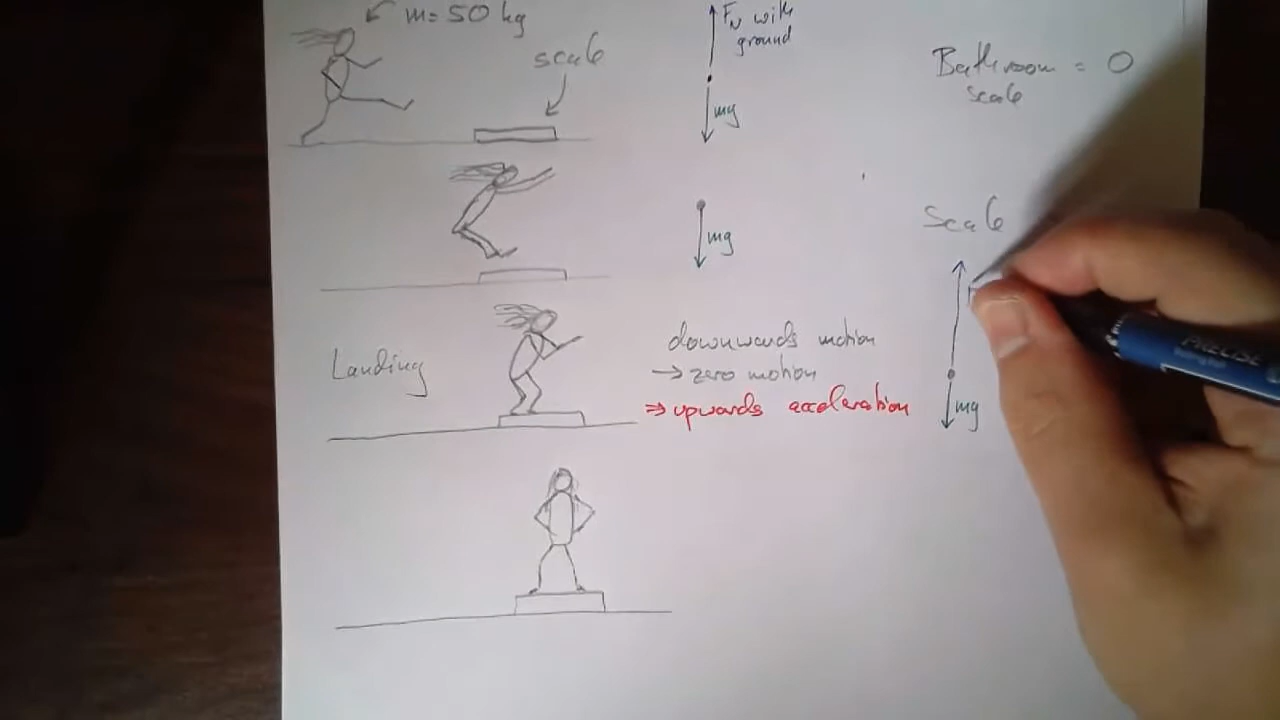 m= 50 kg
scale
F_N with
ground
mg
Bathroom = 0
scale
mg
Scale
Landing
downwards motion
→ zero motion
⇒ upwards acceleration
mg
PRECISE